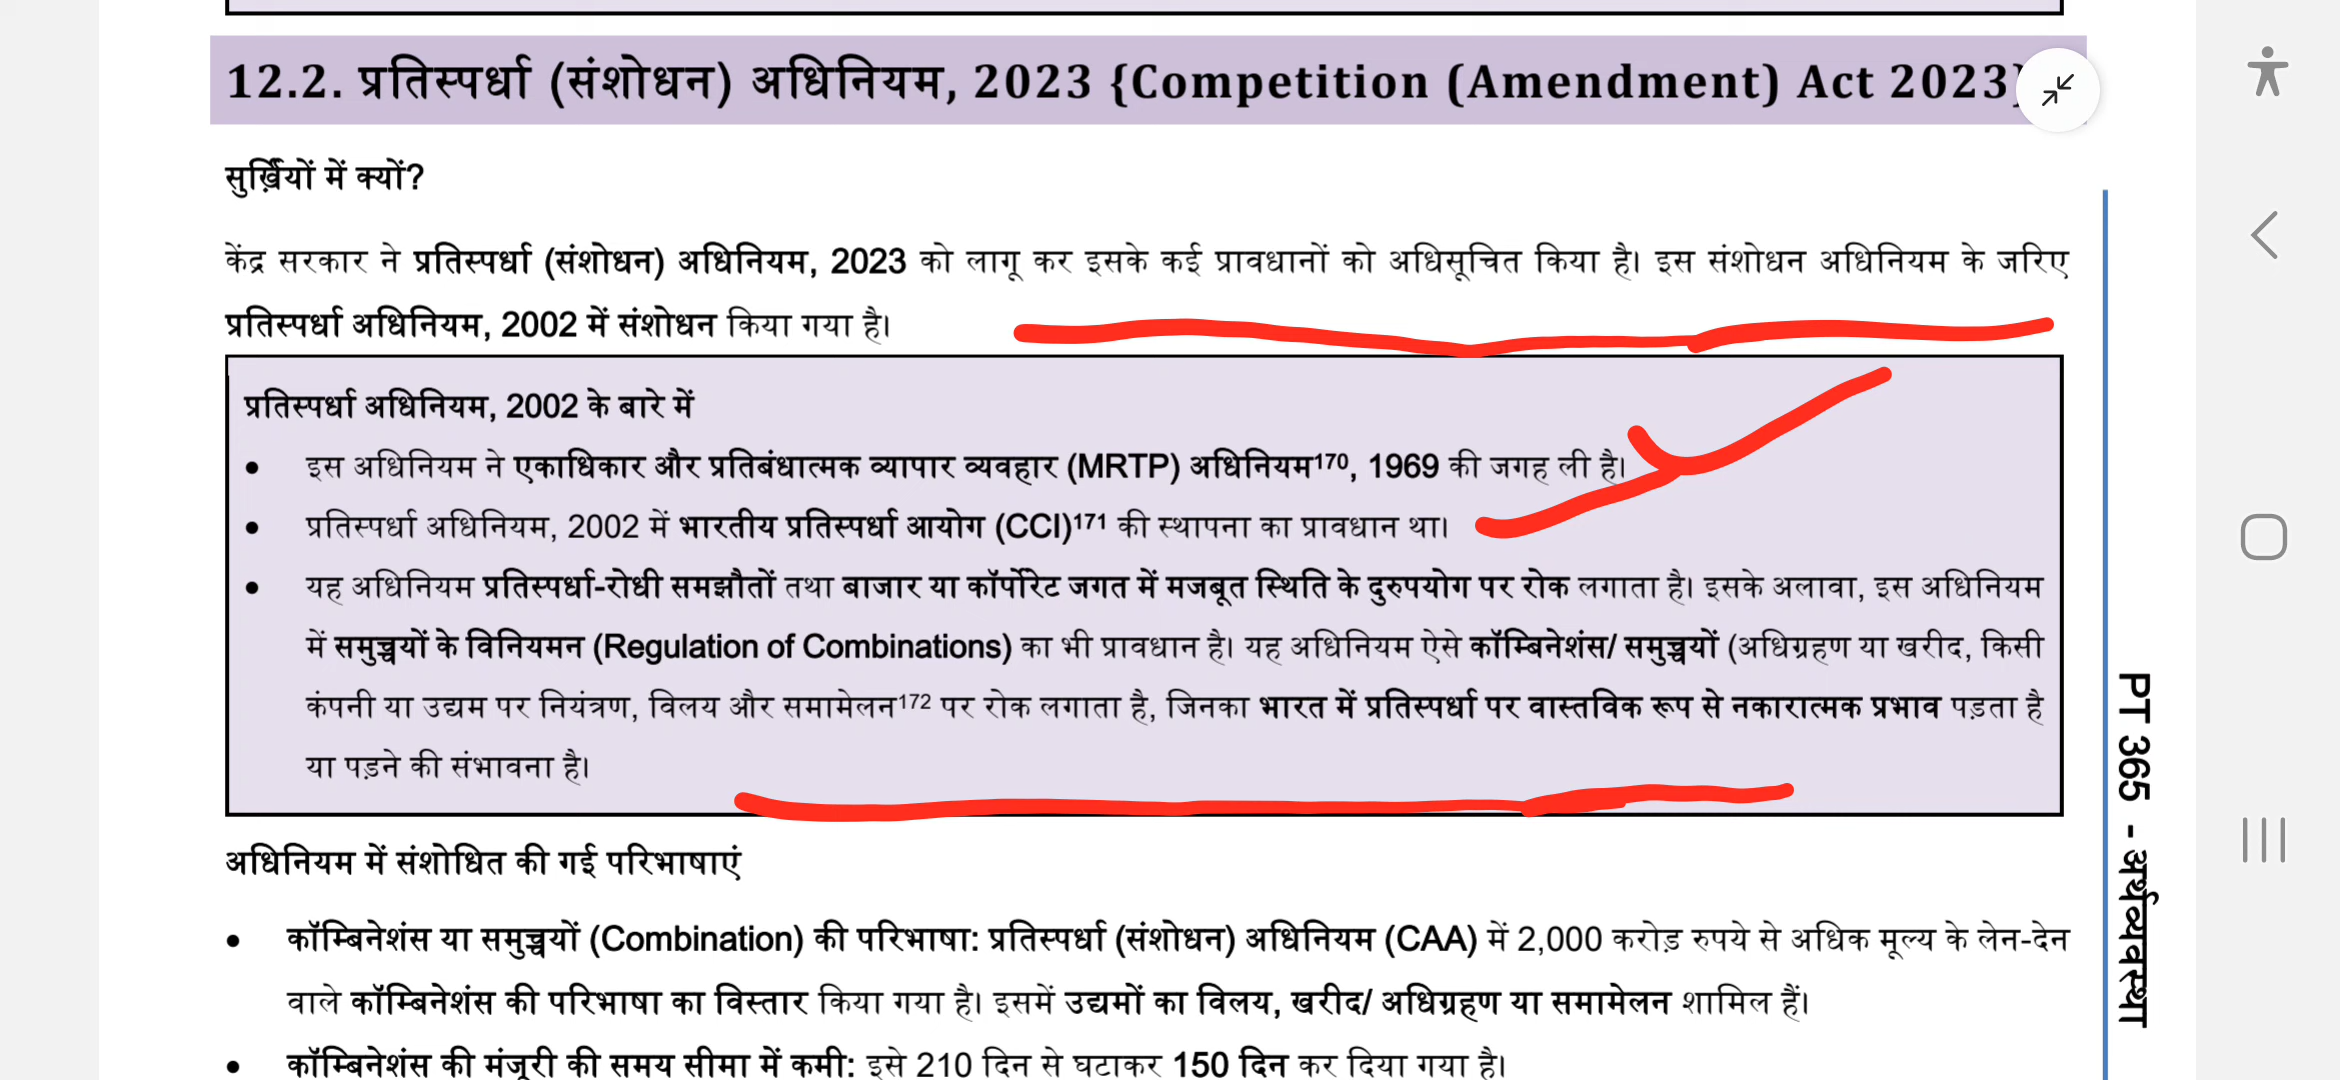 12.2. प्रतिस्पर्धा (संशोधन) अधिनियम, 2023 {Competition (Amendment) Act 2023}
सुर्ख़ियों में क्यों?
केंद्र सरकार ने प्रतिस्पर्धा (संशोधन) अधिनियम, 2023 को लागू कर इसके कई प्रावधानों को अधिसूचित किया है। इस संशोधन अधिनियम के जरिए
प्रतिस्पर्धा अधिनियम, 2002 में संशोधन किया गया है।
प्रतिस्पर्धा अधिनियम, 2002 के बारे में
• इस अधिनियम ने एकाधिकार और प्रतिबंधात्मक व्यापार व्यवहार (MRTP) अधिनियम¹⁷⁰, 1969 की जगह ली है।
• प्रतिस्पर्धा अधिनियम, 2002 में भारतीय प्रतिस्पर्धा आयोग (CCI)¹⁷¹ की स्थापना का प्रावधान था।
• यह अधिनियम प्रतिस्पर्धा-रोधी समझौतों तथा बाजार या कॉर्पोरेट जगत में मजबूत स्थिति के दुरुपयोग पर रोक लगाता है। इसके अलावा, इस अधिनियम
में समुच्चयों के विनियमन (Regulation of Combinations) का भी प्रावधान है। यह अधिनियम ऐसे कॉम्बिनेशंस/ समुच्चयों (अधिग्रहण या खरीद, किसी
कंपनी या उद्यम पर नियंत्रण, विलय और समामेलन¹⁷² पर रोक लगाता है, जिनका भारत में प्रतिस्पर्धा पर वास्तविक रूप से नकारात्मक प्रभाव पड़ता है
या पड़ने की संभावना है।
अधिनियम में संशोधित की गई परिभाषाएं
• कॉम्बिनेशंस या समुच्चयों (Combination) की परिभाषा: प्रतिस्पर्धा (संशोधन) अधिनियम (CAA) में 2,000 करोड़ रुपये से अधिक मूल्य के लेन-देन
वाले कॉम्बिनेशंस की परिभाषा का विस्तार किया गया है। इसमें उद्यमों का विलय, खरीद/ अधिग्रहण या समामेलन शामिल हैं।
• कॉम्बिनेशंस की मंजूरी की समय सीमा में कमी: इसे 210 दिन से घटाकर 150 दिन कर दिया गया है।
PT 365 - अर्थव्यवस्था